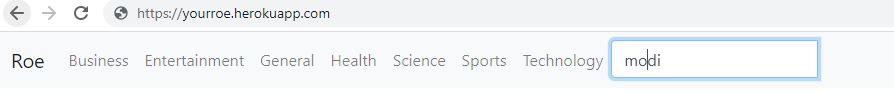 https://yourroe.herokuapp.com
Roe Business Entertainment General Health Science Sports Technology modi